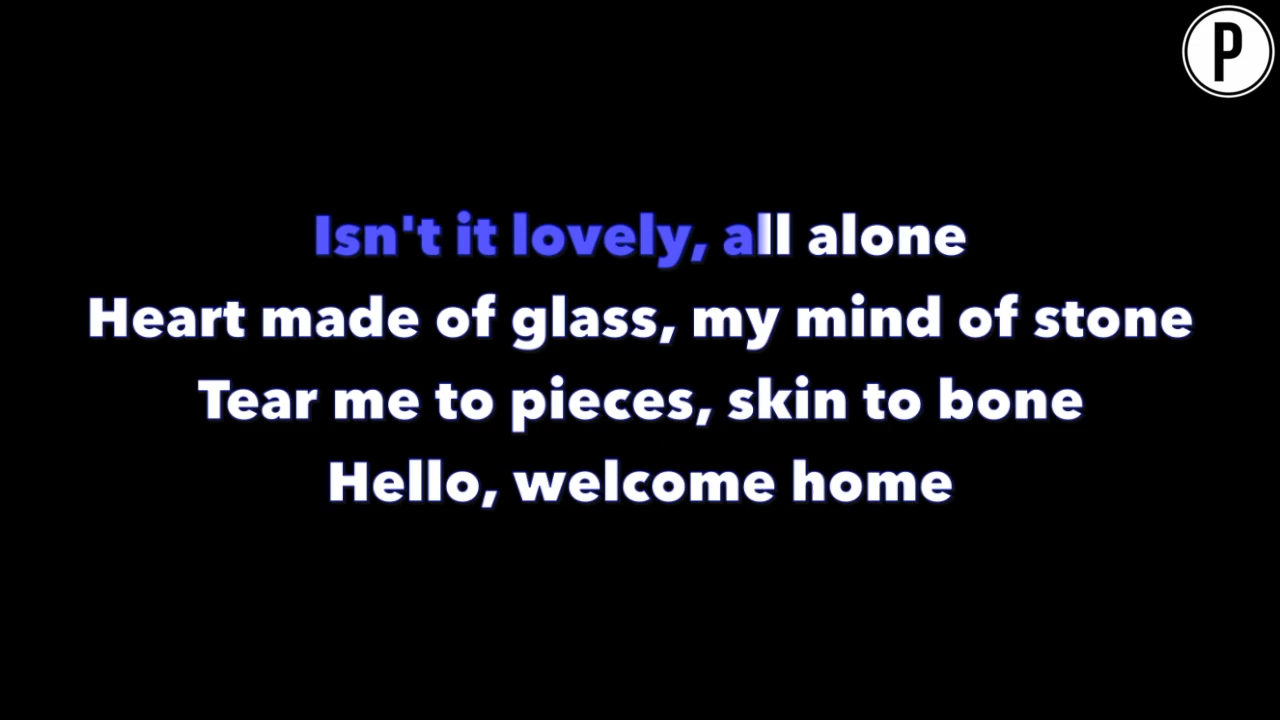 P
Isn't it lovely, all alone
Heart made of glass, my mind of stone
Tear me to pieces, skin to bone
Hello, welcome home